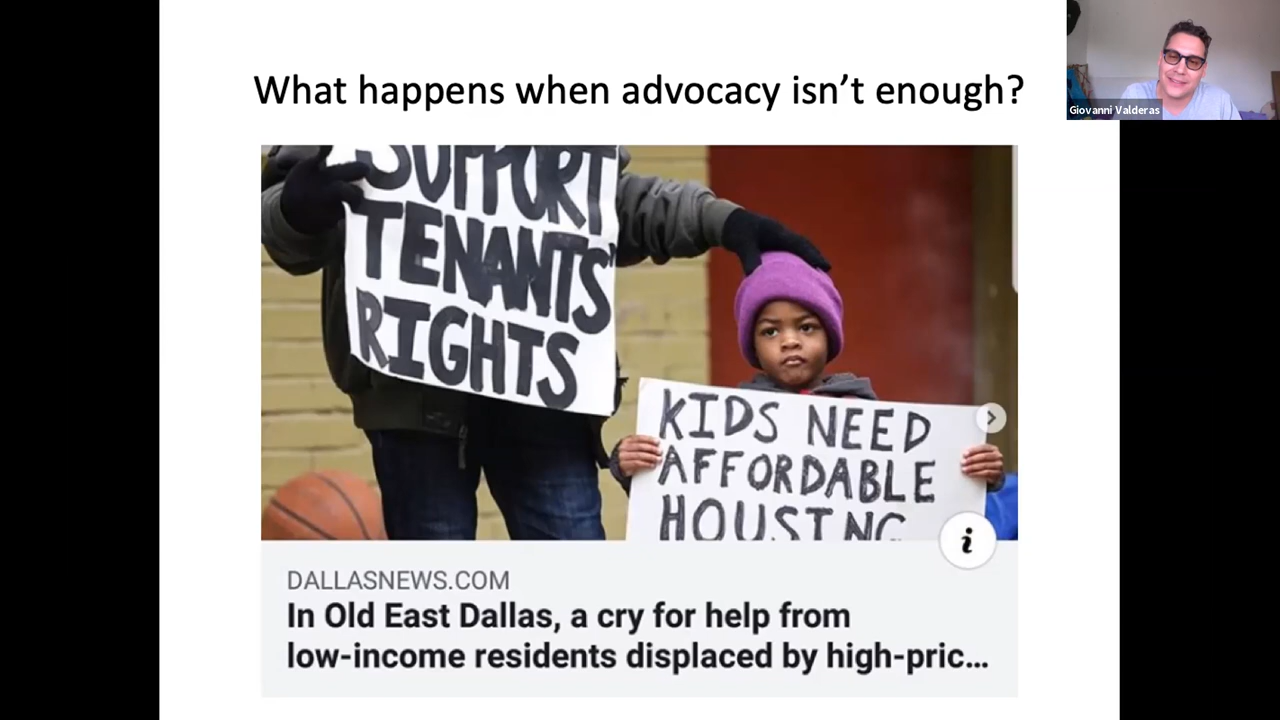 What happens when advocacy isn’t enough?
Giovanni Valderas
SUPPORT
TENANTS'
RIGHTS
KIDS NEED
AFFORDABLE
HOUSING
i
DALLASNEWS.COM
In Old East Dallas, a cry for help from
low-income residents displaced by high-pric...